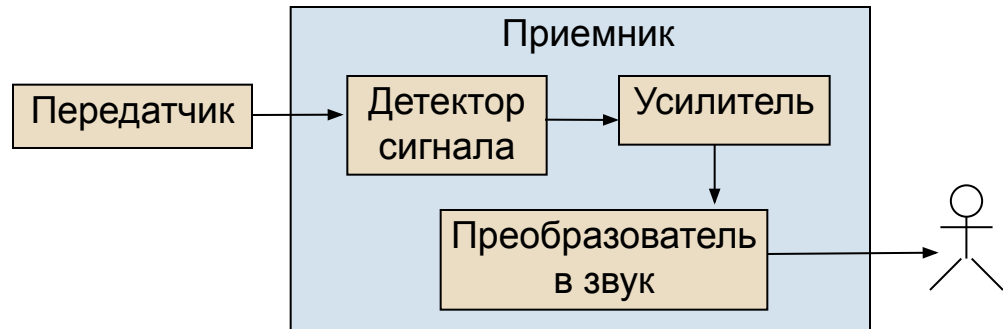 Приемник
Передатчик
Детектор
сигнала
Усилитель
Преобразователь
в звук